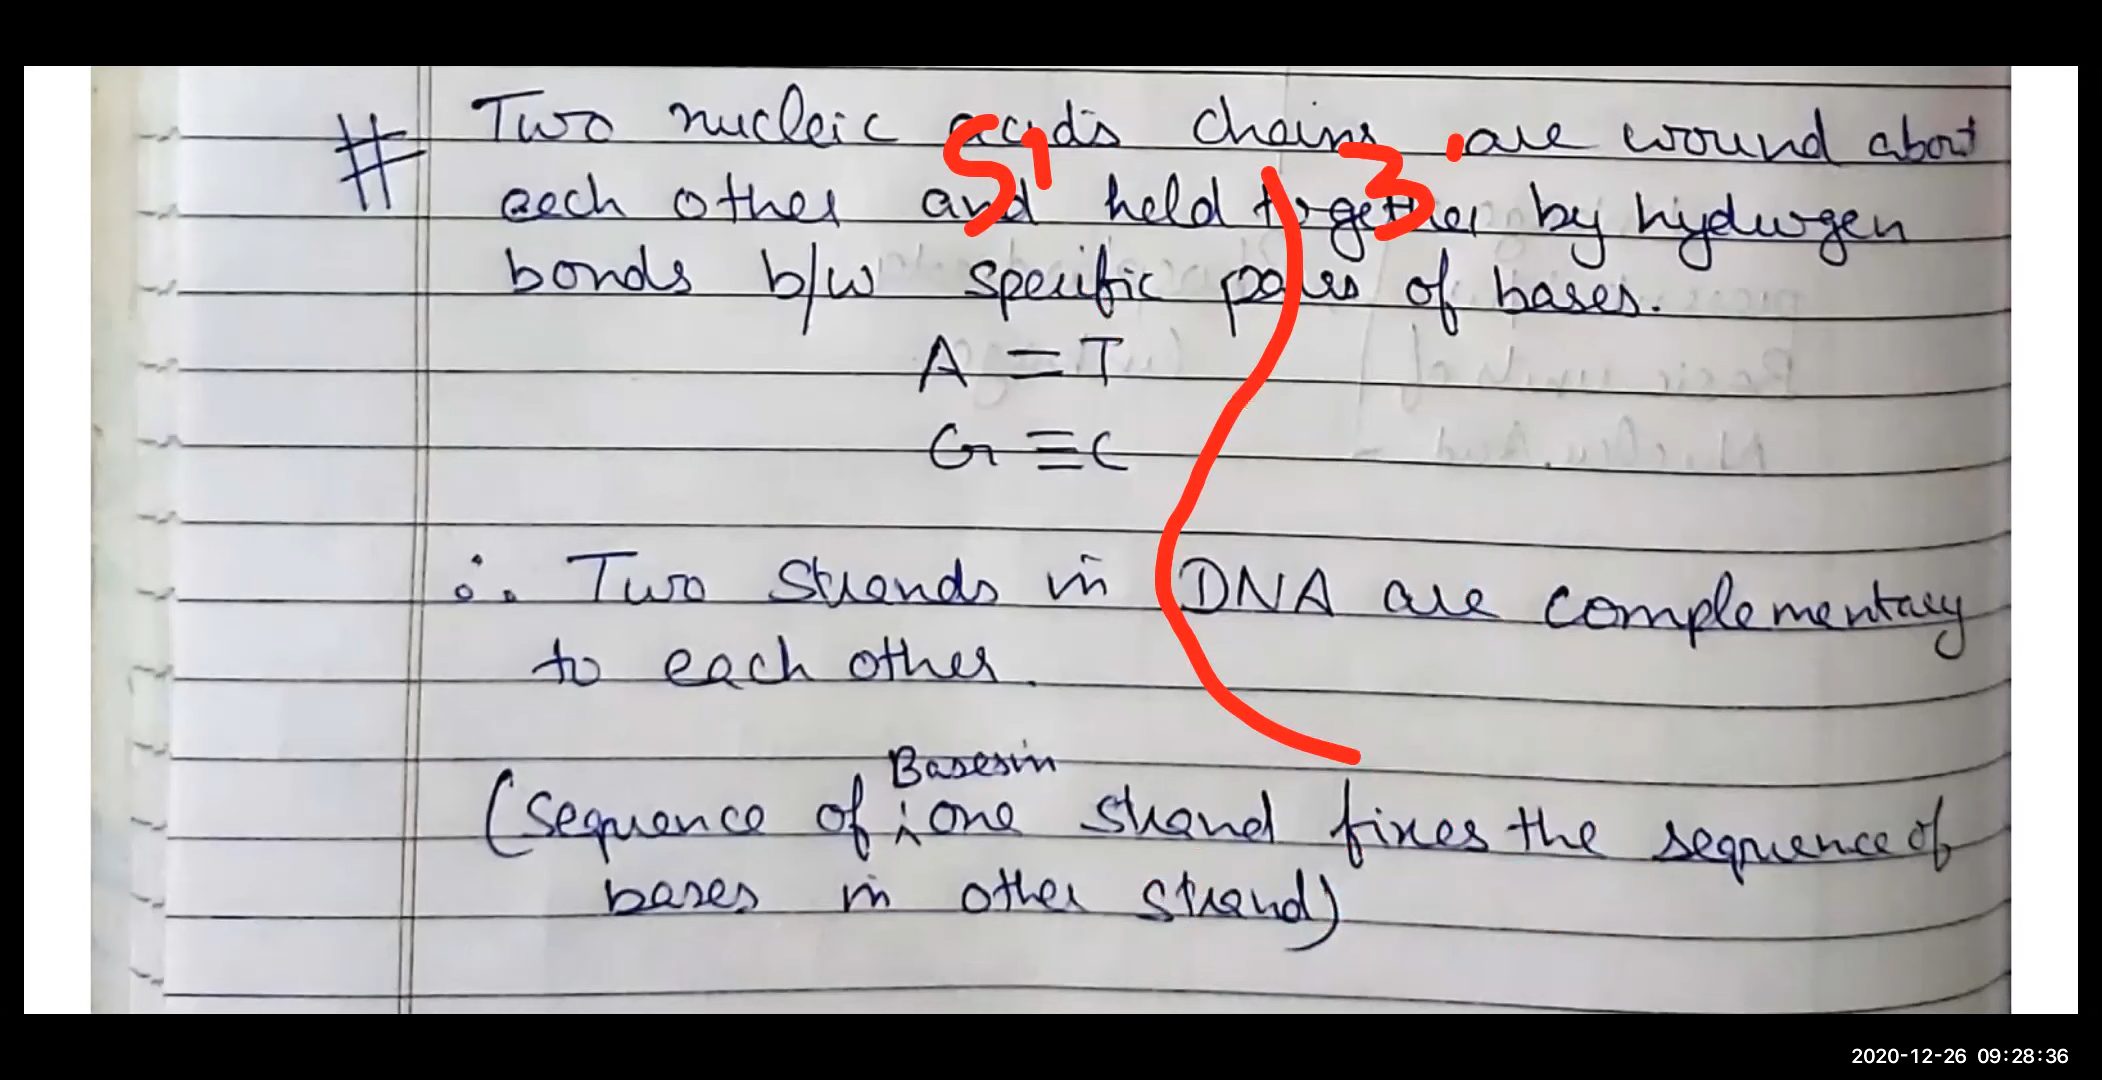 # Two nucleic acids chains are wound about
each other and held together by hydrogen
bonds b/w specific pairs of bases.
A = T
G ≡ C
∴ Two strands in DNA are complementary
to each other.
Bases in
(sequence of ^ one strand fixes the sequence of
bases in other strand)
5' 3'
2020-12-26 09:28:36